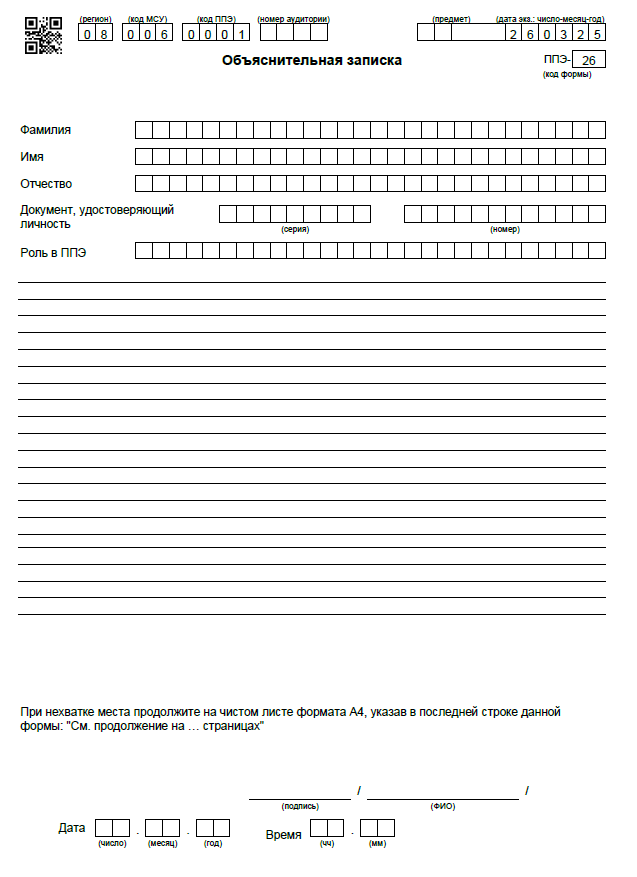 (регион) (код МСУ) (код ППЭ) (номер аудитории) (предмет) (дата экз.: число-месяц-год)
08 006 0001 260325
Объяснительная записка ППЭ- 26
(код формы)
Фамилия
Имя
Отчество
Документ, удостоверяющий
личность
(серия) (номер)
Роль в ППЭ
При нехватке места продолжите на чистом листе формата А4, указав в последней строке данной
формы: "См. продолжение на … страницах"
/ /
(подпись) (ФИО)
Дата . . Время .
(число) (месяц) (год) (чч) (мм)